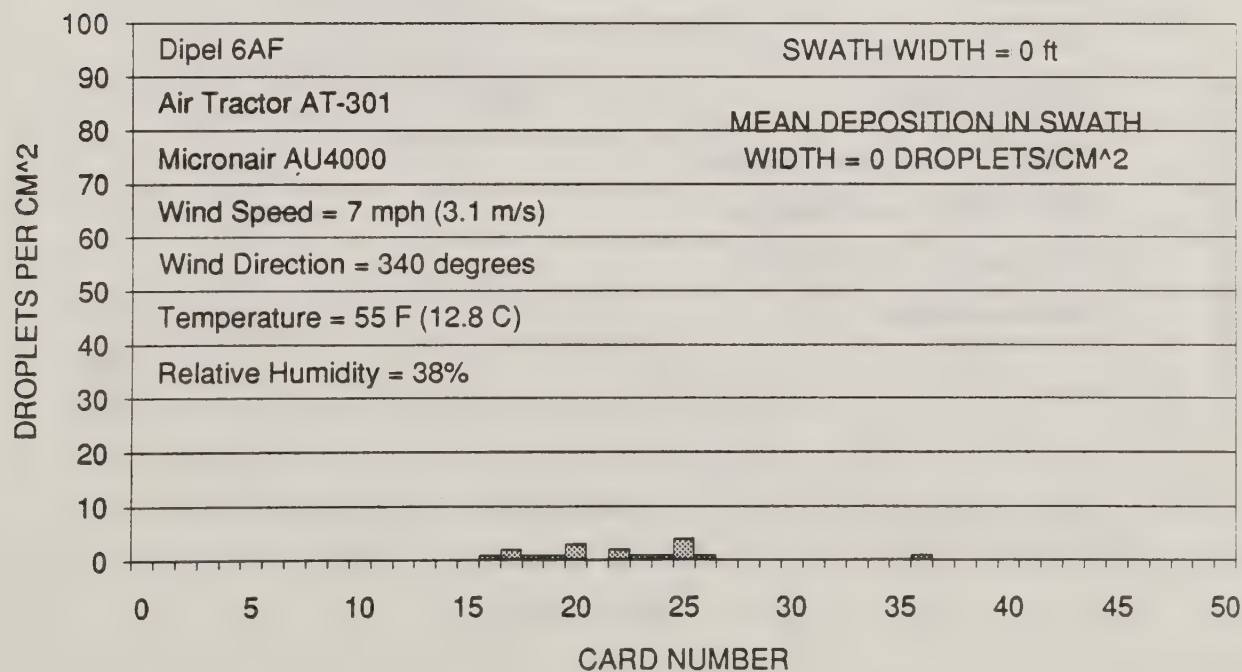 DROPLETS PER CM^2
100
90
80
70
60
50
40
30
20
10
0
Dipel 6AF
Air Tractor AT-301
Micronair AU4000
Wind Speed = 7 mph (3.1 m/s)
Wind Direction = 340 degrees
Temperature = 55 F (12.8 C)
Relative Humidity = 38%
SWATH WIDTH = 0 ft
MEAN DEPOSITION IN SWATH
WIDTH = 0 DROPLETS/CM^2
0 5 10 15 20 25 30 35 40 45 50
CARD NUMBER